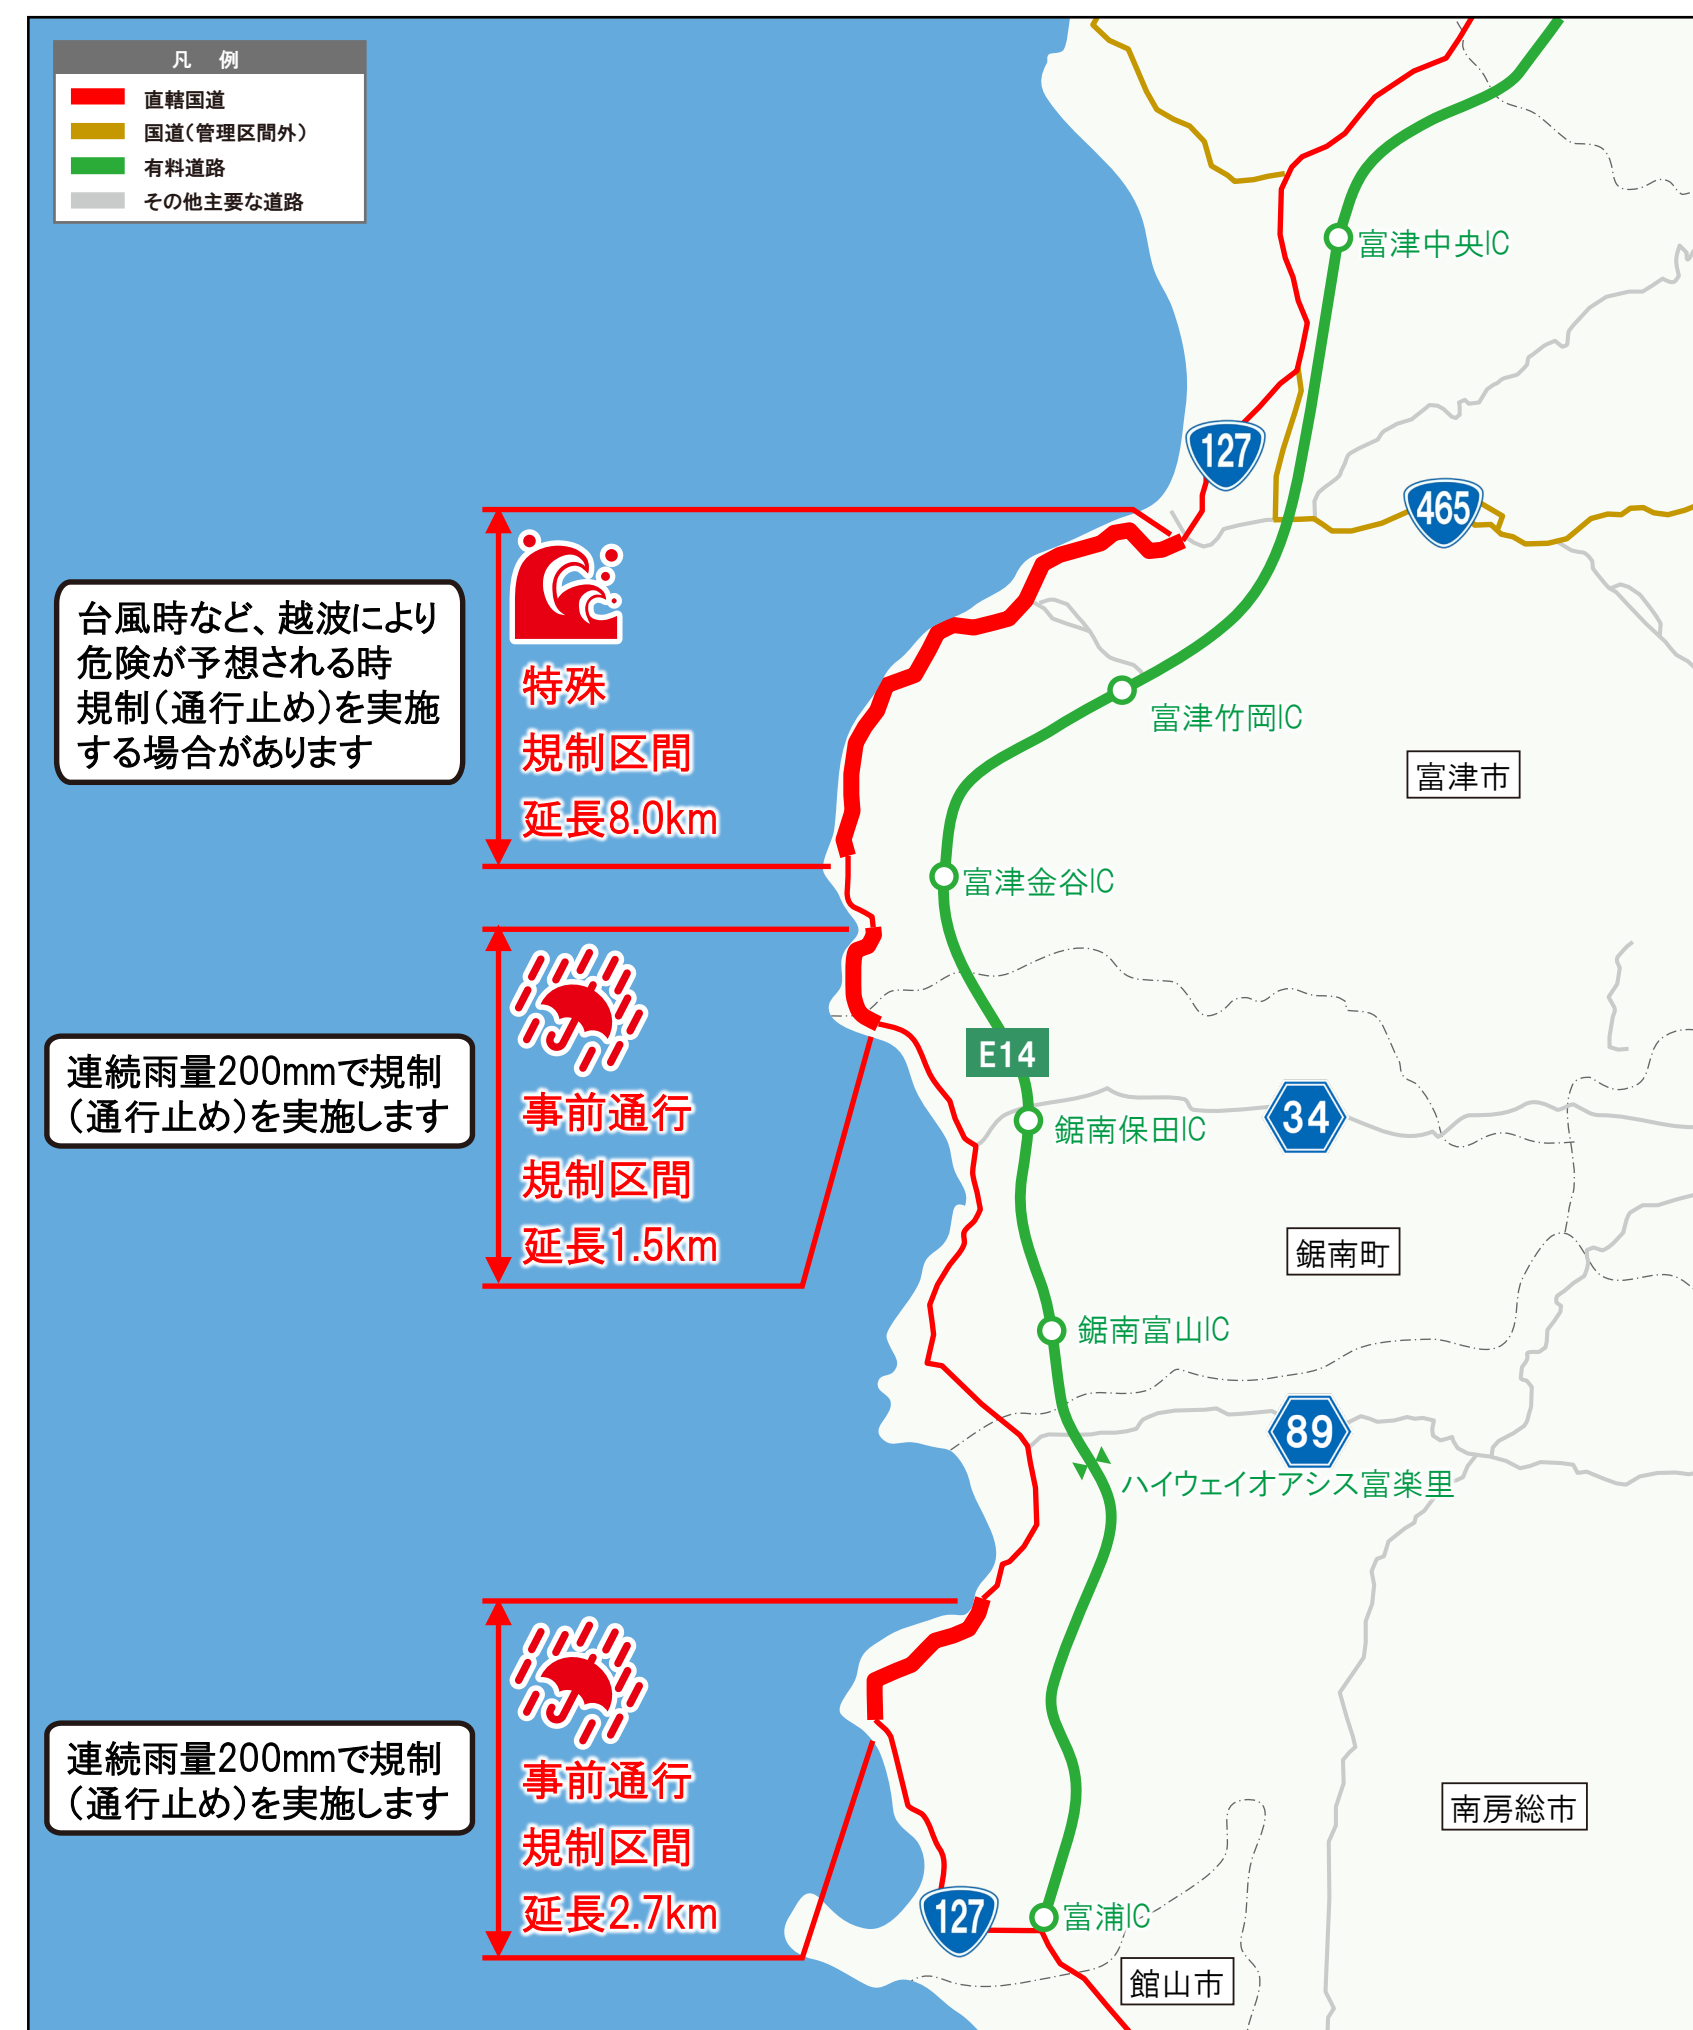 凡 例
直轄国道
国道(管理区間外)
有料道路
その他主要な道路
富津中央IC
127
465
台風時など、越波により
危険が予想される時
規制(通行止め)を実施
する場合があります
特殊
規制区間
延長8.0km
富津竹岡IC
富津市
富津金谷IC
連続雨量200mmで規制
(通行止め)を実施します
事前通行
規制区間
延長1.5km
E14
鋸南保田IC
34
鋸南町
鋸南富山IC
89
ハイウェイオアシス富楽里
連続雨量200mmで規制
(通行止め)を実施します
事前通行
規制区間
延長2.7km
南房総市
127
富浦IC
館山市